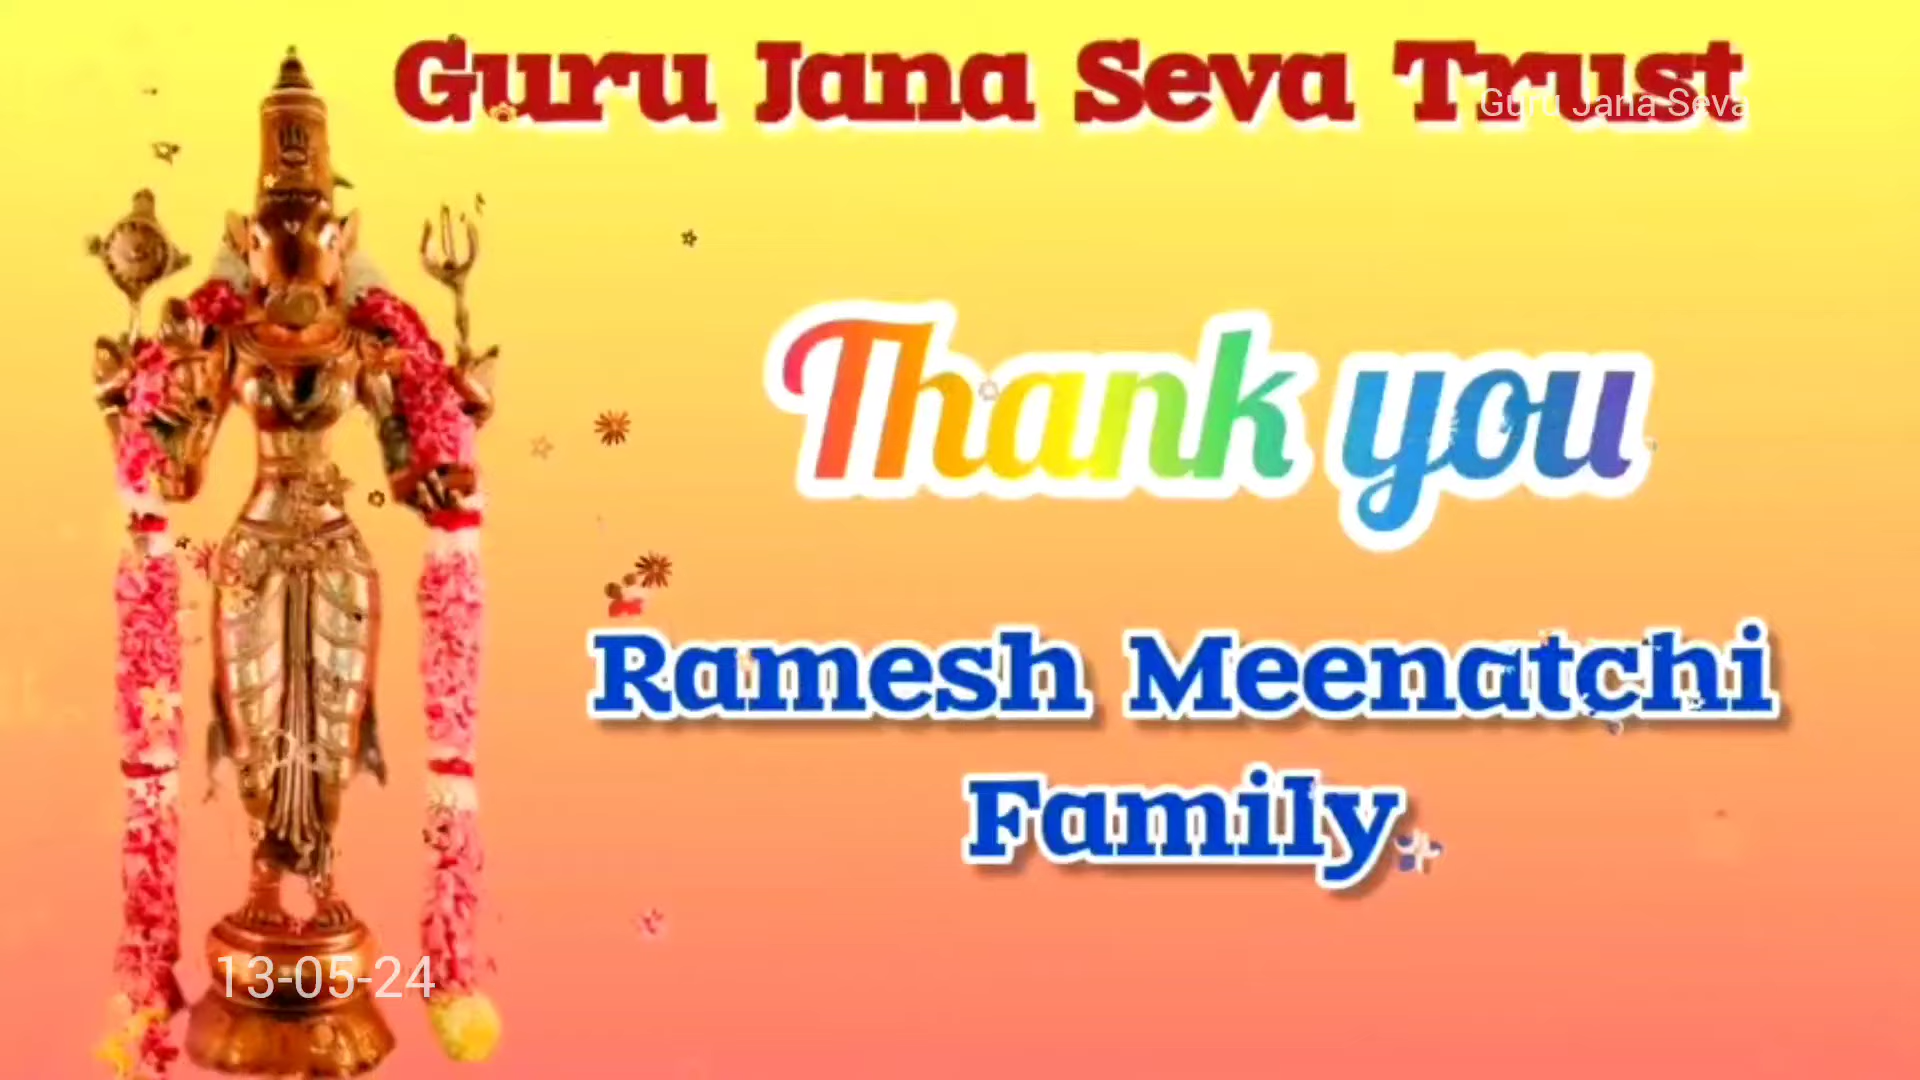 Guru Jana Seva Trust
Guru Jana Seva
Thank you
Ramesh Meenatchi
Family
13-05-24